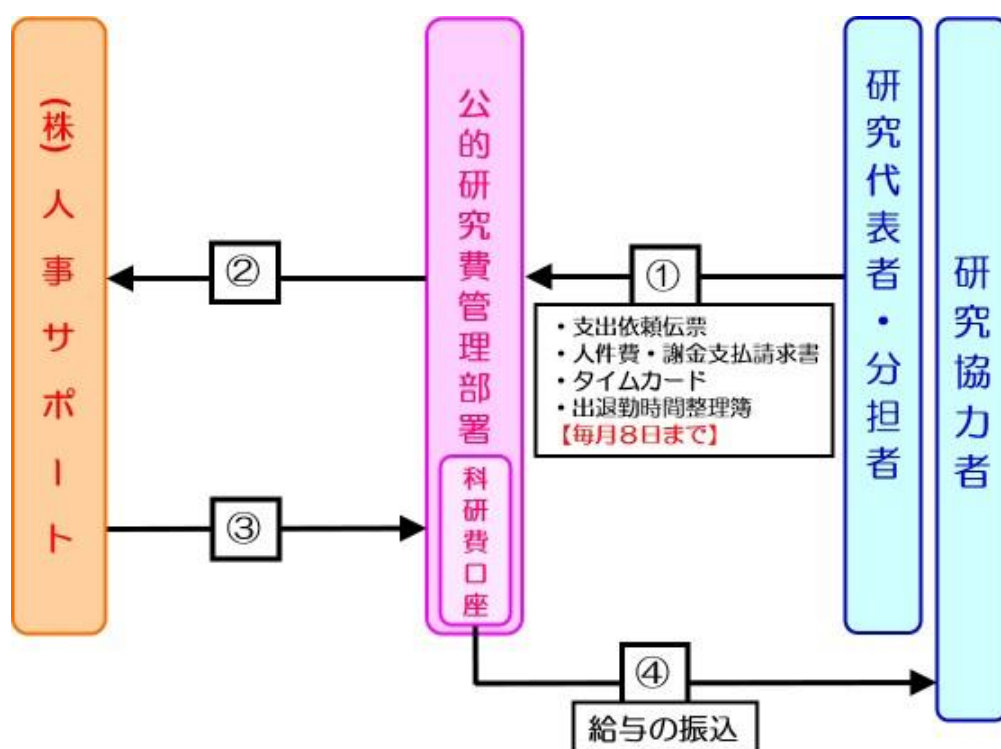 (株)人事サポート
公的研究費管理部署
科研費口座
研究代表者・分担者
研究協力者
②
①
・支出依頼伝票
・人件費・謝金支払請求書
・タイムカード
・出退勤時間整理簿
【毎月8日まで】
③
④
給与の振込